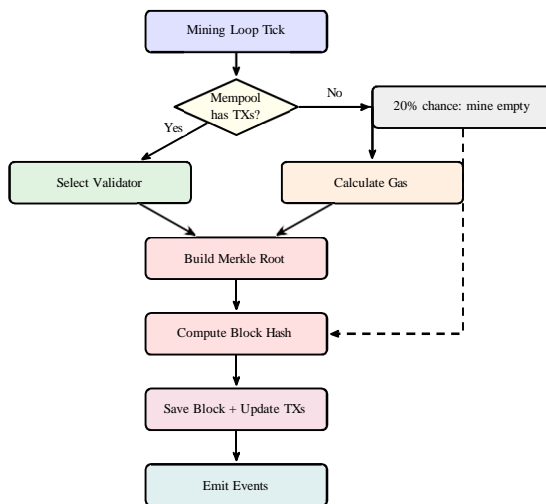 Mining Loop Tick
Mempool
has TXs?
No
20% chance: mine empty
Yes
Select Validator
Calculate Gas
Build Merkle Root
Compute Block Hash
Save Block + Update TXs
Emit Events